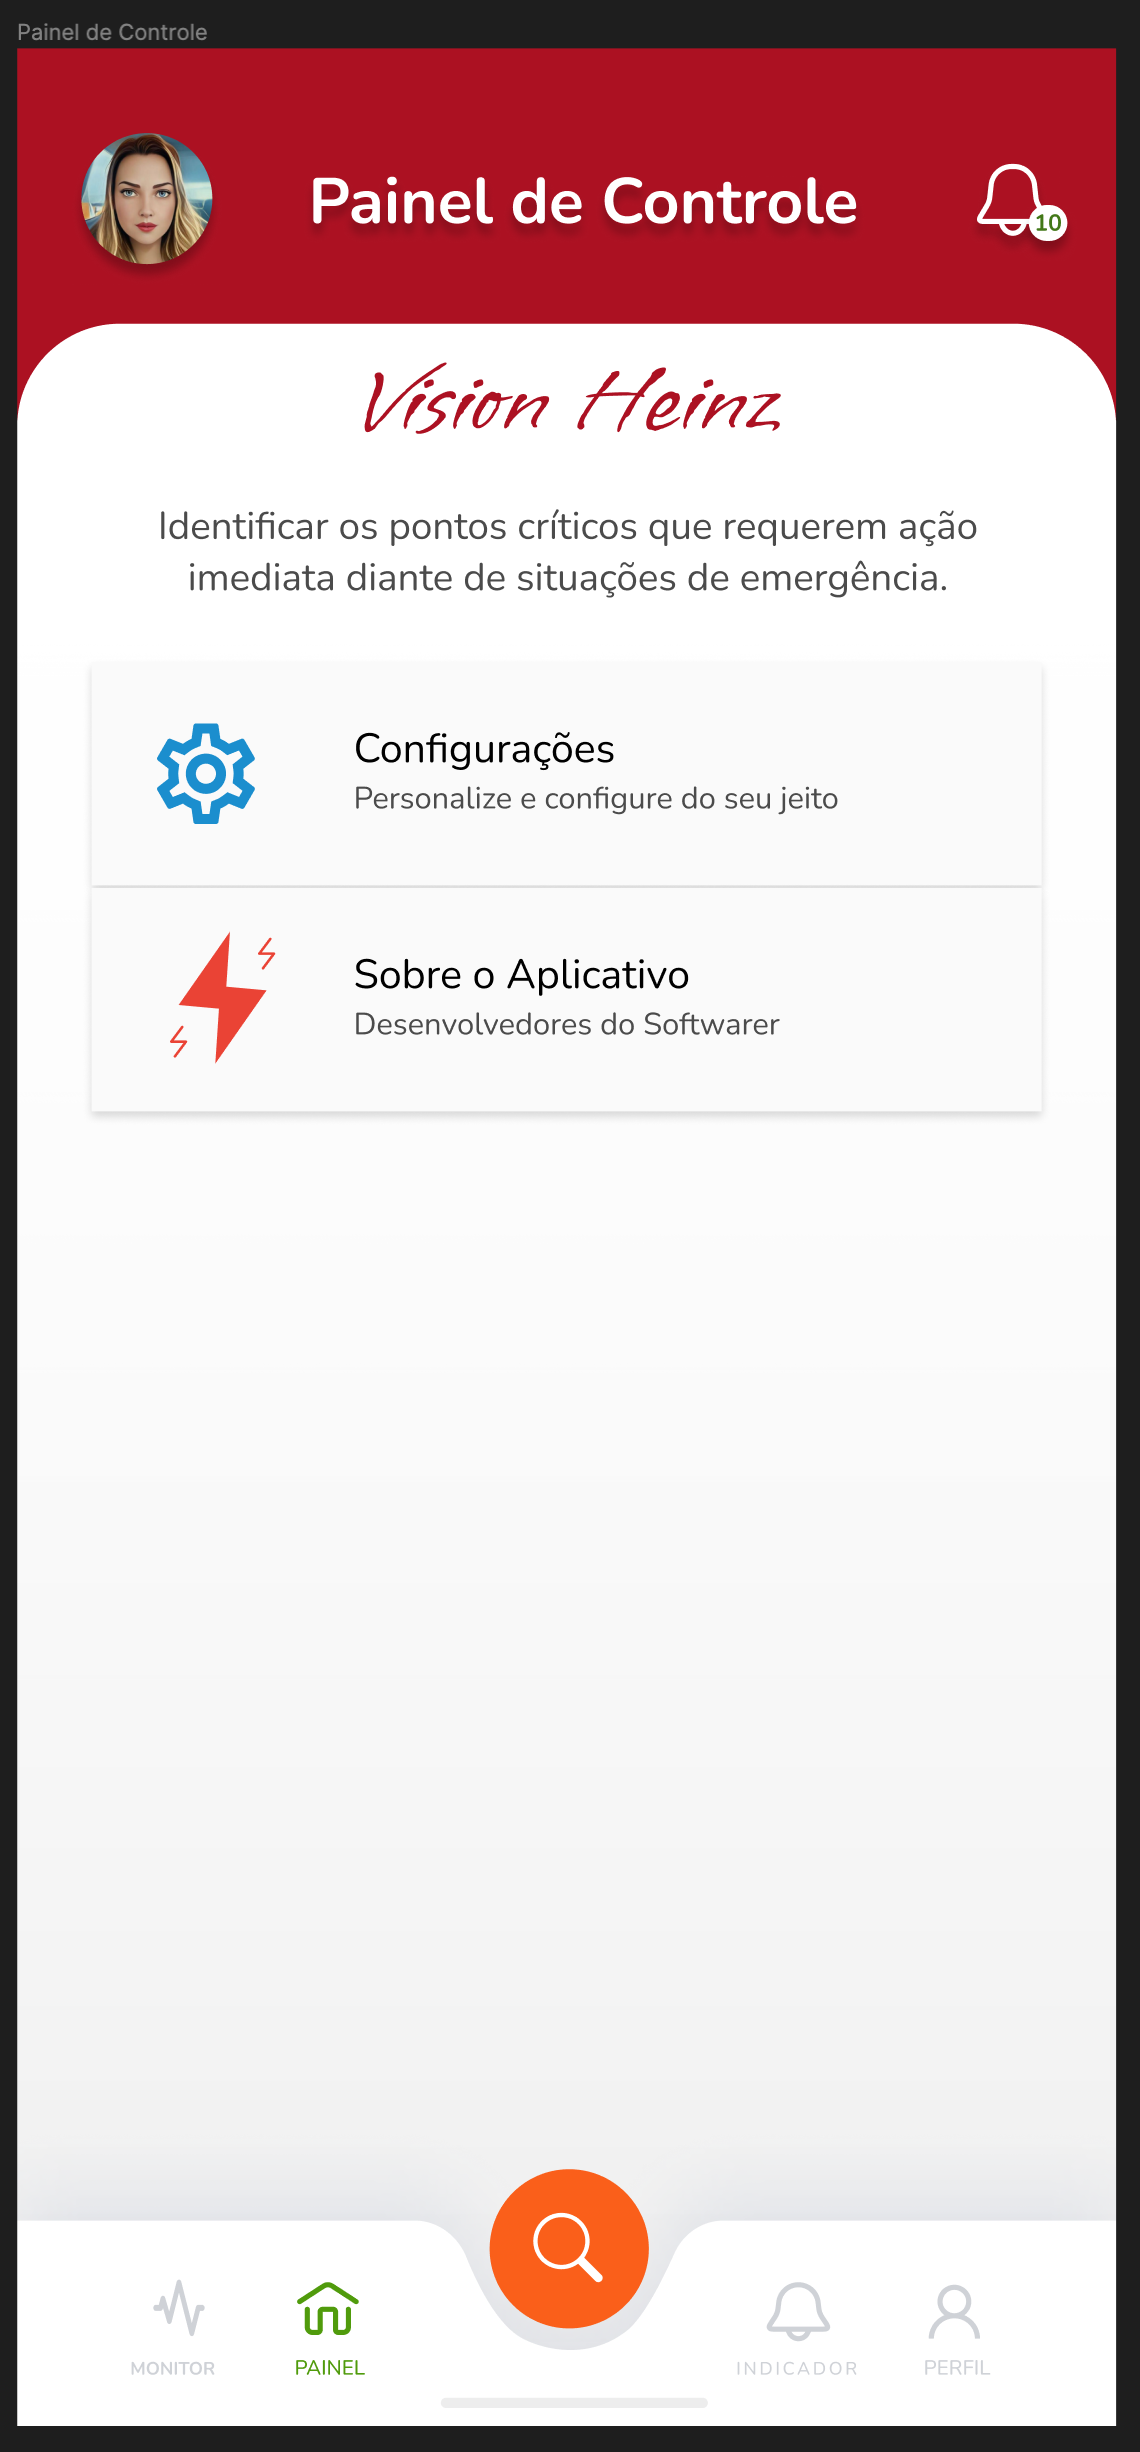 Painel de Controle
Painel de Controle
10
Vision Heinz
Identificar os pontos críticos que requerem ação
imediata diante de situações de emergência.
Configurações
Personalize e configure do seu jeito
Sobre o Aplicativo
Desenvolvedores do Softwarer
MONITOR
PAINEL
INDICADOR
PERFIL